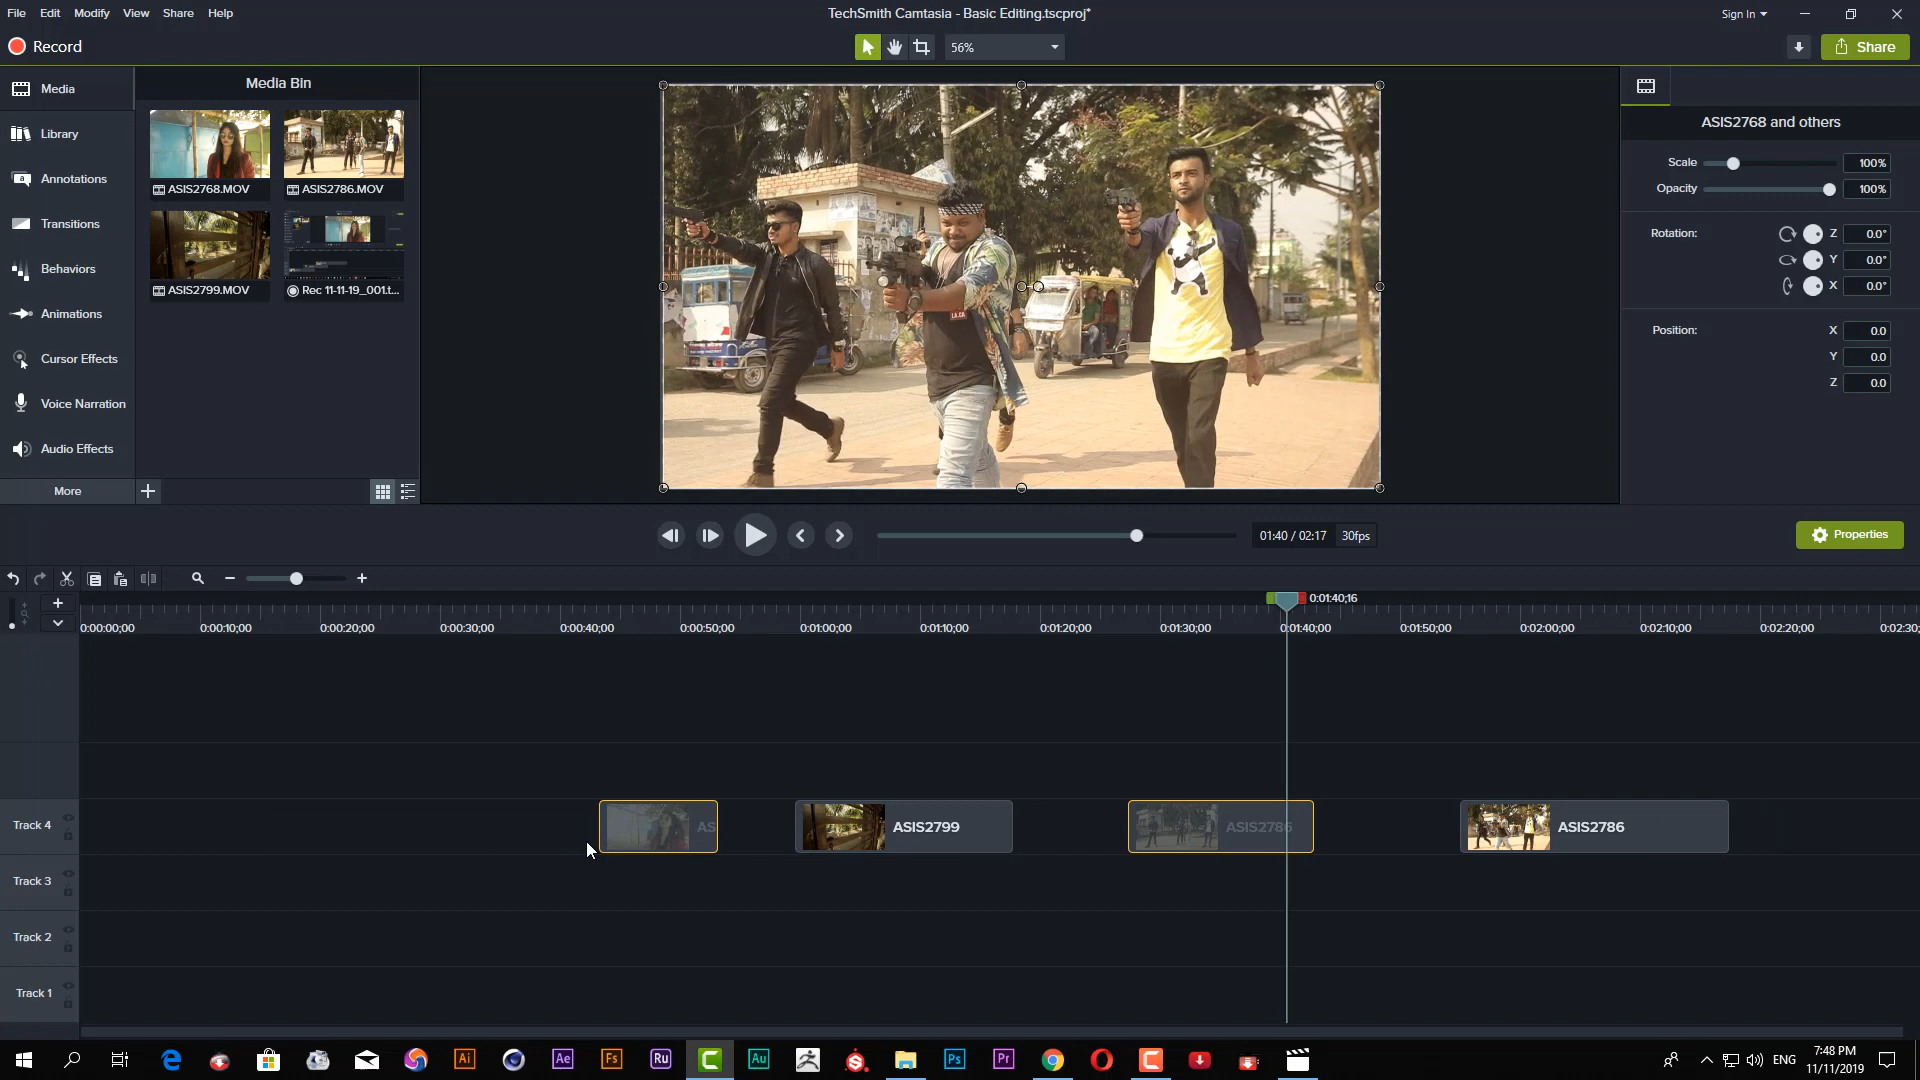 File Edit Modify View Share Help
TechSmith Camtasia - Basic Editing.tscproj*
Sign In
Record
56%
Share
Media
Library
Annotations
Transitions
Behaviors
Animations
Cursor Effects
Voice Narration
Audio Effects
More
Media Bin
ASIS2768.MOV
ASIS2786.MOV
ASIS2799.MOV
Rec 11-11-19_001.t...
ASIS2768 and others
Scale 100%
Opacity 100%
Rotation: Z 0.0°
Y 0.0°
X 0.0°
Position: X 0.0
Y 0.0
Z 0.0
01:40 / 02:17 30fps
Properties
0:01:40;16
0:00:00;00 0:00:10;00 0:00:20;00 0:00:30;00 0:00:40;00 0:00:50;00 0:01:00;00 0:01:10;00 0:01:20;00 0:01:30;00 0:01:40;00 0:01:50;00 0:02:00;00 0:02:10;00 0:02:20;00 0:02:30;
Track 4
AS
ASIS2799
ASIS2786
ASIS2786
Track 3
Track 2
Track 1
Ai Ae Fs Ru Au Ps Pr
ENG
7:48 PM
11/11/2019